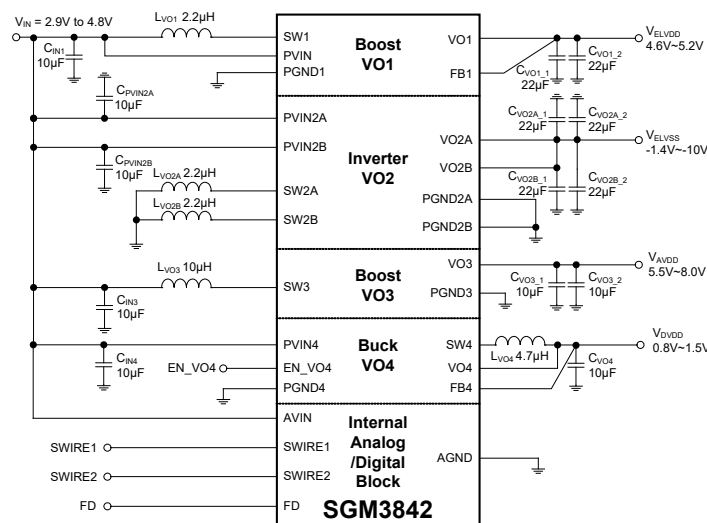 V_IN = 2.9V to 4.8V
L_VO1 2.2µH
C_IN1
10µF
SW1
PVIN
PGND1
Boost
VO1
VO1
FB1
C_VO1_1
22µF
C_VO1_2
22µF
V_ELVDD
4.6V~5.2V
C_PVIN2A
10µF
PVIN2A
PVIN2B
C_PVIN2B
10µF
L_VO2A 2.2µH
L_VO2B 2.2µH
SW2A
SW2B
Inverter
VO2
VO2A
VO2B
PGND2A
PGND2B
C_VO2A_1
22µF
C_VO2A_2
22µF
V_ELVSS
-1.4V~-10V
C_VO2B_1
22µF
C_VO2B_2
22µF
L_VO3 10µH
C_IN3
10µF
SW3
Boost
VO3
VO3
PGND3
C_VO3_1
10µF
C_VO3_2
10µF
V_AVDD
5.5V~8.0V
C_IN4
10µF
PVIN4
EN_VO4
EN_VO4
PGND4
Buck
VO4
SW4
VO4
FB4
L_VO4 4.7µH
C_VO4
10µF
V_DVDD
0.8V~1.5V
AVIN
SWIRE1
SWIRE1
SWIRE2
SWIRE2
FD
FD
Internal
Analog
/Digital
Block
AGND
SGM3842